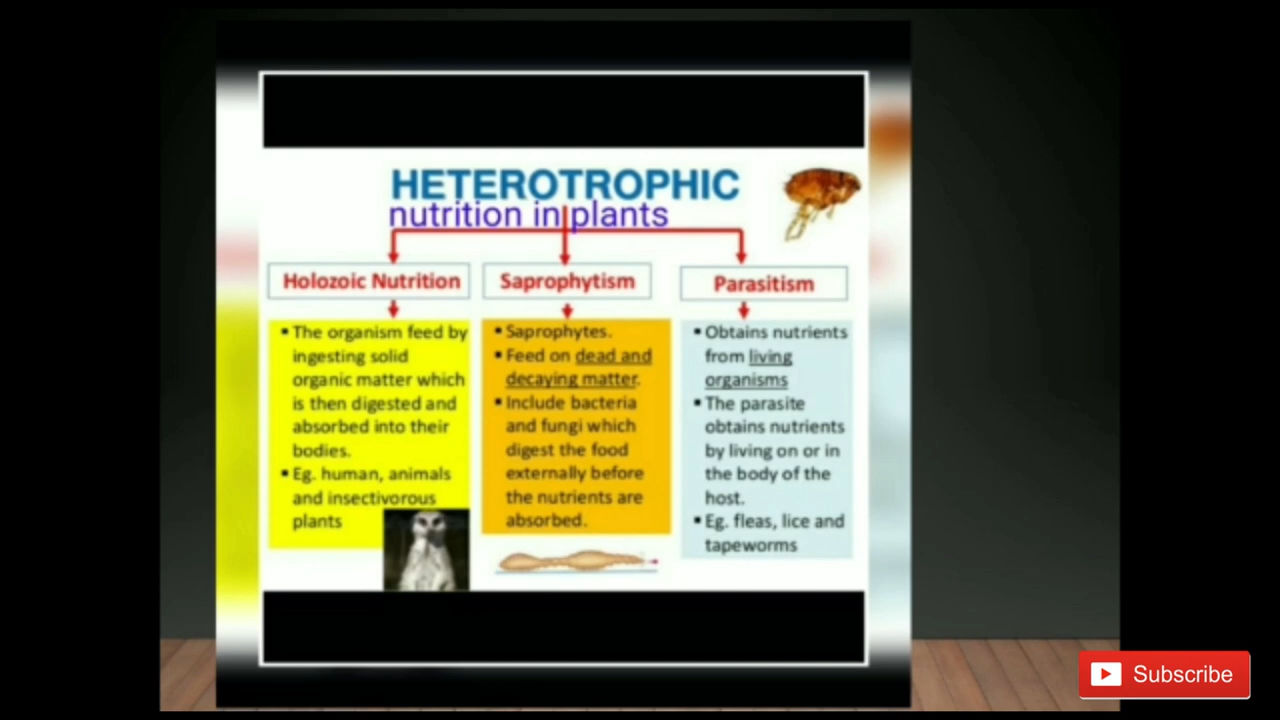 HETEROTROPHIC
nutrition in plants
Holozoic Nutrition
▪ The organism feed by
ingesting solid
organic matter which
is then digested and
absorbed into their
bodies.
▪ Eg. human, animals
and insectivorous
plants
Saprophytism
▪ Saprophytes.
▪ Feed on dead and
decaying matter.
▪ Include bacteria
and fungi which
digest the food
externally before
the nutrients are
absorbed.
Parasitism
▪ Obtains nutrients
from living
organisms
▪ The parasite
obtains nutrients
by living on or in
the body of the
host.
▪ Eg. fleas, lice and
tapeworms
Subscribe